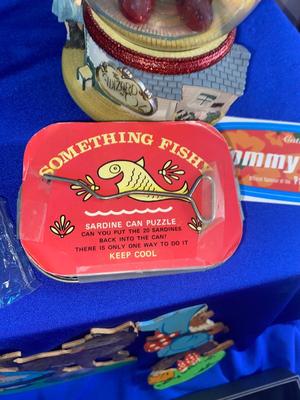 WIZARD
SOMETHING FISHY
SARDINE CAN PUZZLE
CAN YOU PUT THE 20 SARDINES
BACK INTO THE CAN?
THERE IS ONLY ONE WAY TO DO IT
KEEP COOL